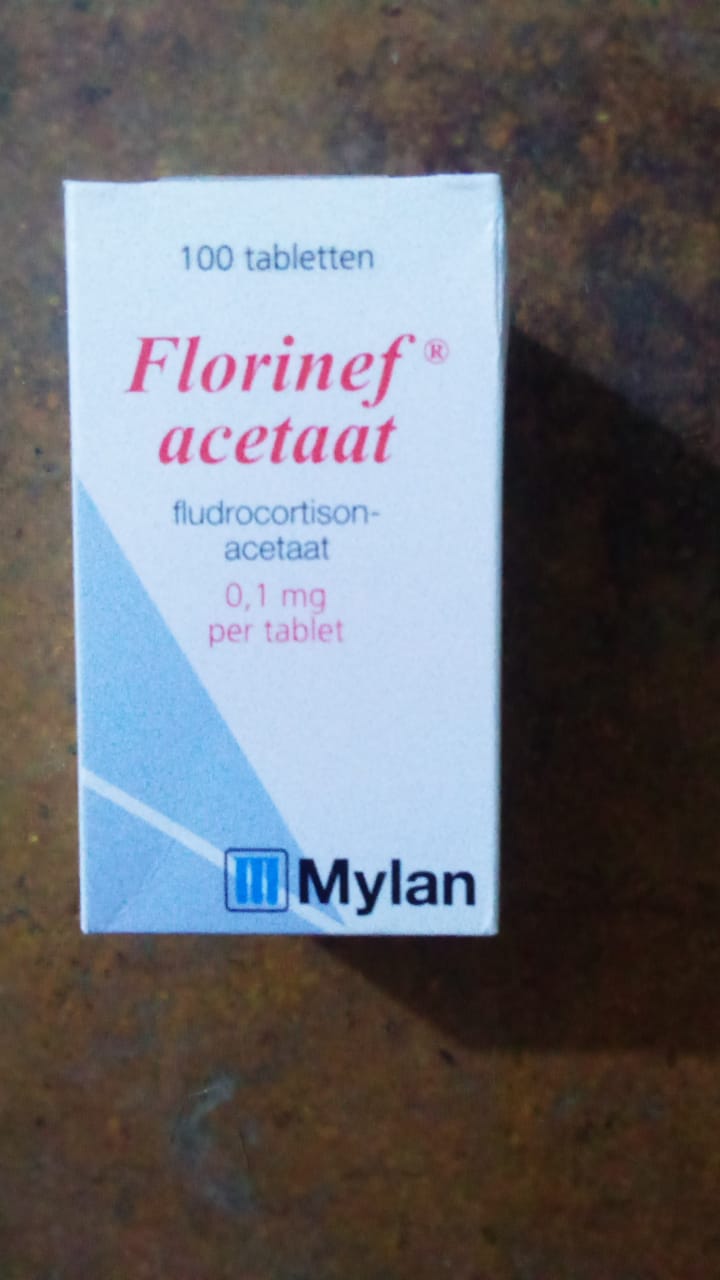 100 tabletten
Florinef ®
acetaat
fludrocortison-
acetaat
0,1 mg
per tablet
Mylan